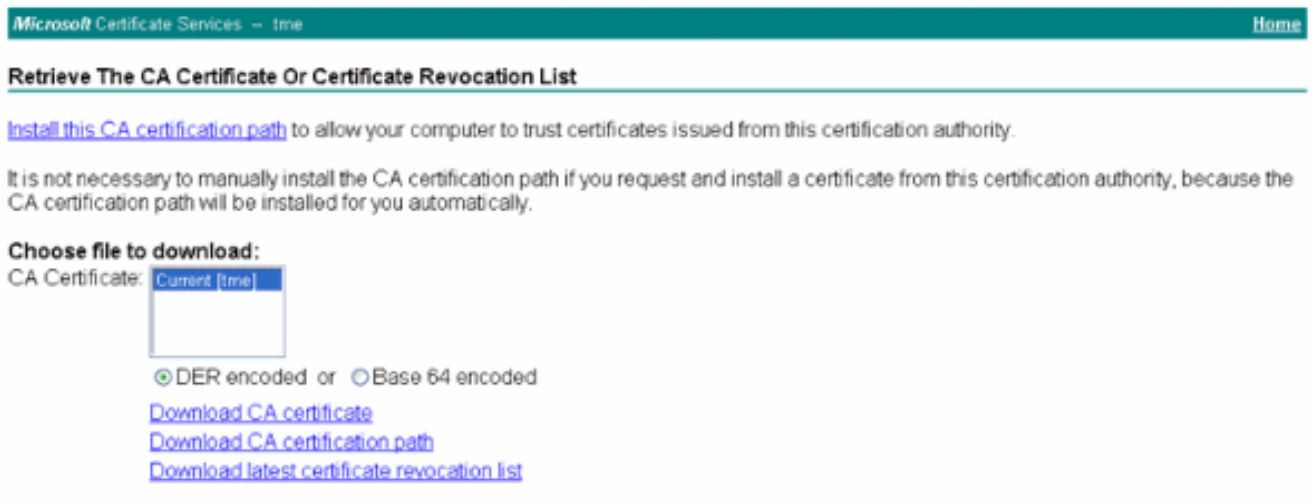 Microsoft Certificate Services -- tme Home
Retrieve The CA Certificate Or Certificate Revocation List
Install this CA certification path to allow your computer to trust certificates issued from this certification authority.
It is not necessary to manually install the CA certification path if you request and install a certificate from this certification authority, because the
CA certification path will be installed for you automatically.
Choose file to download:
CA Certificate: Current [tme]
DER encoded or Base 64 encoded
Download CA certificate
Download CA certification path
Download latest certificate revocation list